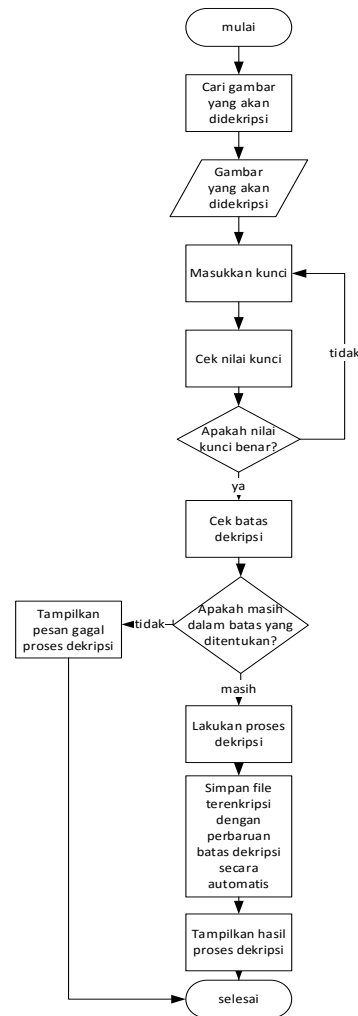 mulai
Cari gambar
yang akan
didekripsi
Gambar
yang akan
didekripsi
Masukkan kunci
Cek nilai kunci
tidak
Apakah nilai
kunci benar?
ya
Cek batas
dekripsi
Apakah masih
dalam batas yang
ditentukan?
tidak
Tampilkan
pesan gagal
proses dekripsi
masih
Lakukan proses
dekripsi
Simpan file
terenkripsi
dengan
perbaruan
batas dekripsi
secara
automatis
Tampilkan hasil
proses dekripsi
selesai